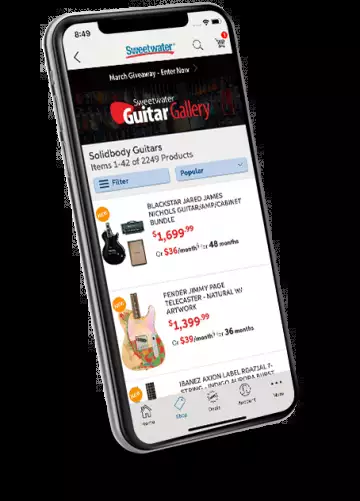 8:49
Sweetwater
1
March Giveaway - Enter Now >
Sweetwater
Guitar Gallery
Solidbody Guitars
Items 1-42 of 2249 Products
Filter
Popular
NEW
BLACKSTAR JARED JAMES
NICHOLS GUITAR/AMP/CABINET
BUNDLE
$1,699.99
Or $36/month‡ for 48 months
NEW
FENDER JIMMY PAGE
TELECASTER - NATURAL W/
ARTWORK
$1,399.99
Or $39/month‡ for 36 months
IBANEZ AXION LABEL RGA71AL 7-
STRING - INDIGO AURORA BURST
Home
Shop
Deals
Account
More